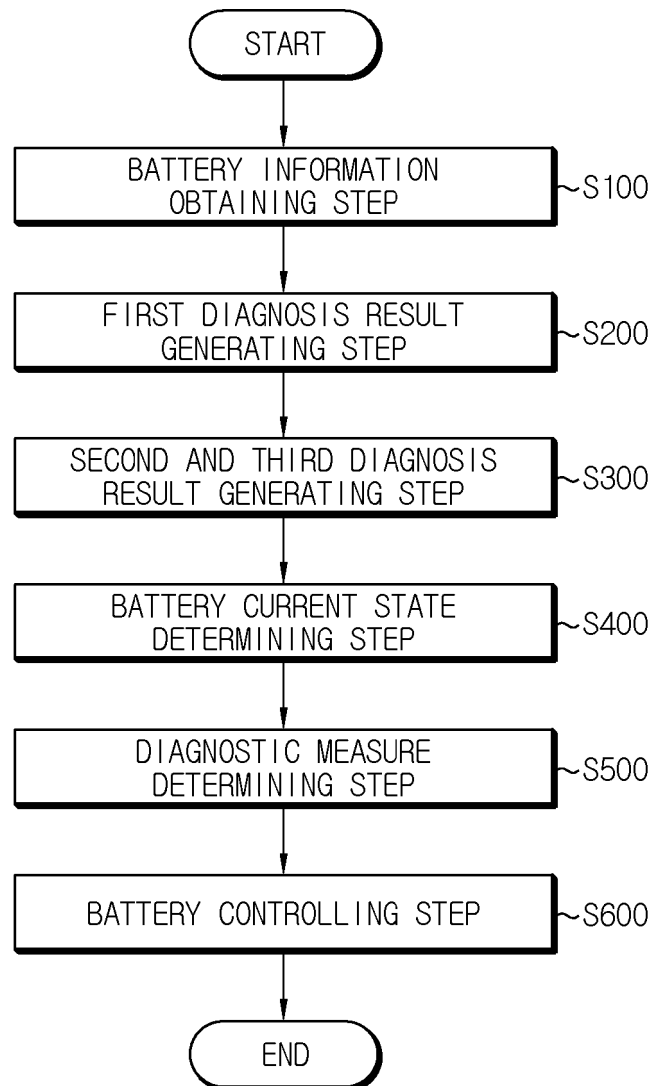 START
BATTERY INFORMATION
OBTAINING STEP
~S100
FIRST DIAGNOSIS RESULT
GENERATING STEP
~S200
SECOND AND THIRD DIAGNOSIS
RESULT GENERATING STEP
~S300
BATTERY CURRENT STATE
DETERMINING STEP
~S400
DIAGNOSTIC MEASURE
DETERMINING STEP
~S500
BATTERY CONTROLLING STEP
~S600
END